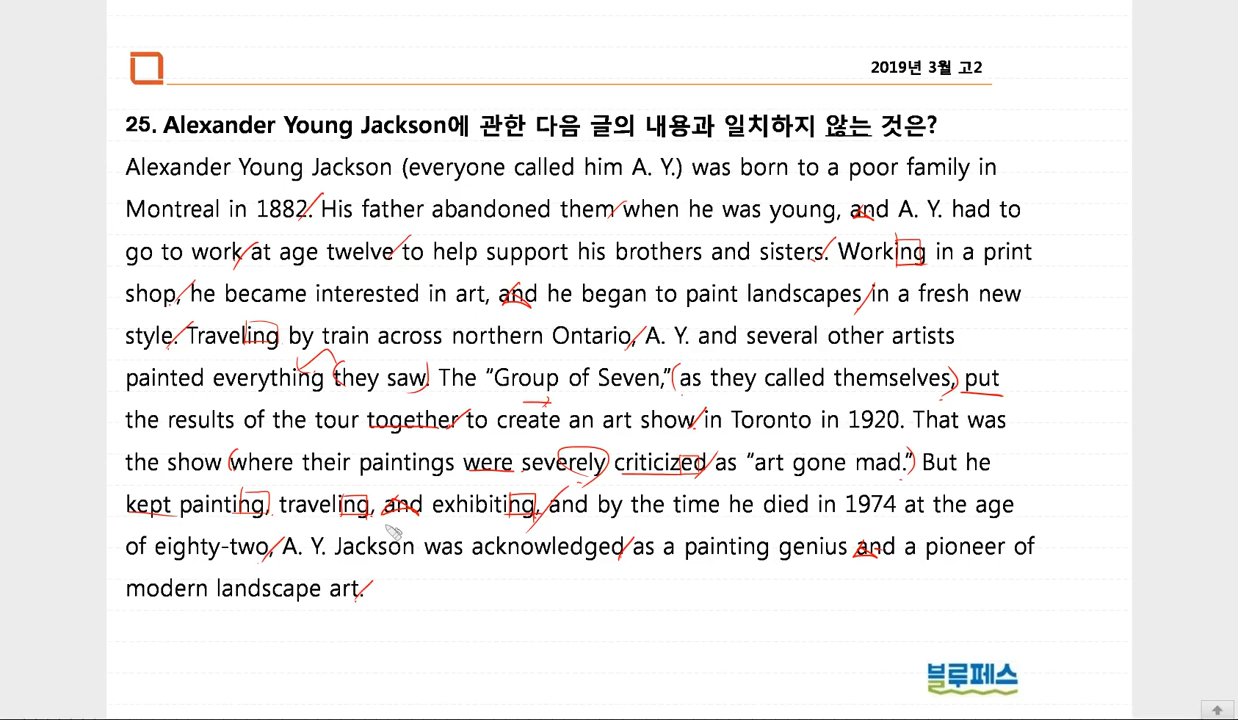 2019년 3월 고2
25. Alexander Young Jackson에 관한 다음 글의 내용과 일치하지 않는 것은?
Alexander Young Jackson (everyone called him A. Y.) was born to a poor family in
Montreal in 1882. His father abandoned them when he was young, and A. Y. had to
go to work at age twelve to help support his brothers and sisters. Working in a print
shop, he became interested in art, and he began to paint landscapes in a fresh new
style. Traveling by train across northern Ontario, A. Y. and several other artists
painted everything they saw. The “Group of Seven,” as they called themselves, put
the results of the tour together to create an art show in Toronto in 1920. That was
the show where their paintings were severely criticized as “art gone mad.” But he
kept painting, traveling, and exhibiting, and by the time he died in 1974 at the age
of eighty-two, A. Y. Jackson was acknowledged as a painting genius and a pioneer of
modern landscape art.
블루페스